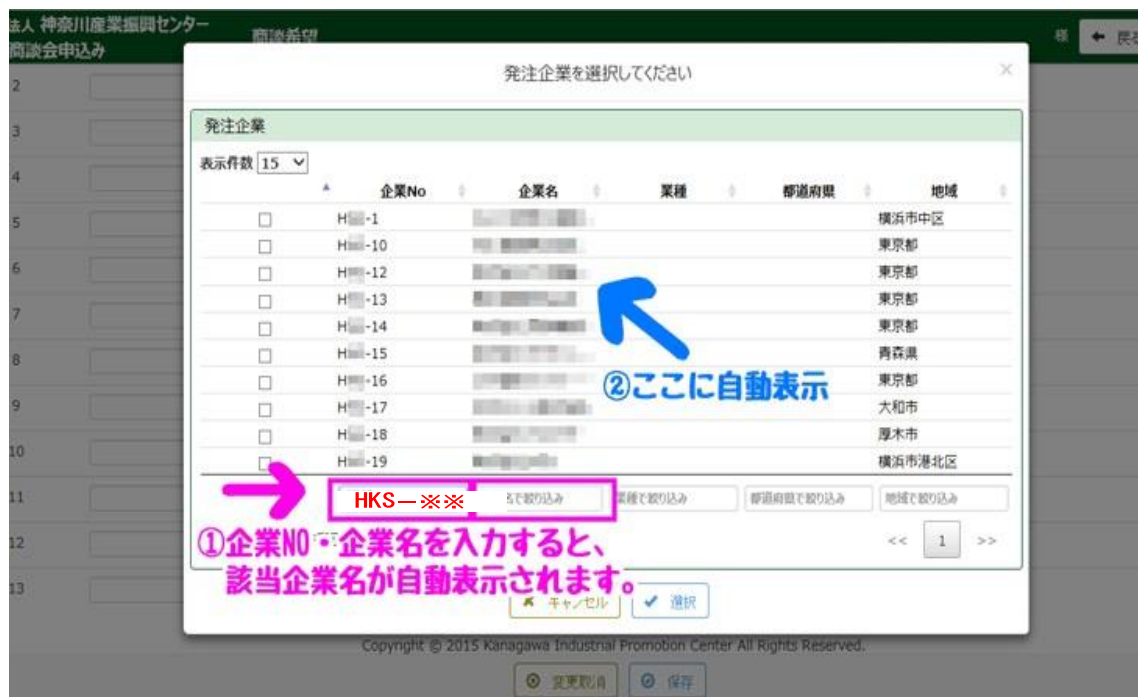 法人 神奈川産業振興センター
商談会申込み
商談希望
様
発注企業を選択してください
×
発注企業
表示件数 15
企業No 企業名 業種 都道府県 地域
-1 横浜市中区
-10 東京都
-12 東京都
-13 東京都
-14 東京都
-15 青森県
-16 東京都
-17 大和市
-18 厚木市
-19 横浜市港北区
②ここに自動表示
HKS－※※ 名で絞り込み 業種で絞り込み 都道府県で絞り込み 地域で絞り込み
<< 1 >>
①企業NO・企業名を入力すると、
該当企業名が自動表示されます。
キャンセル 選択
Copyright © 2015 Kanagawa Industrial Promotion Center All Rights Reserved.
変更取消 保存
2
3
4
5
6
7
8
9
10
11
12
13